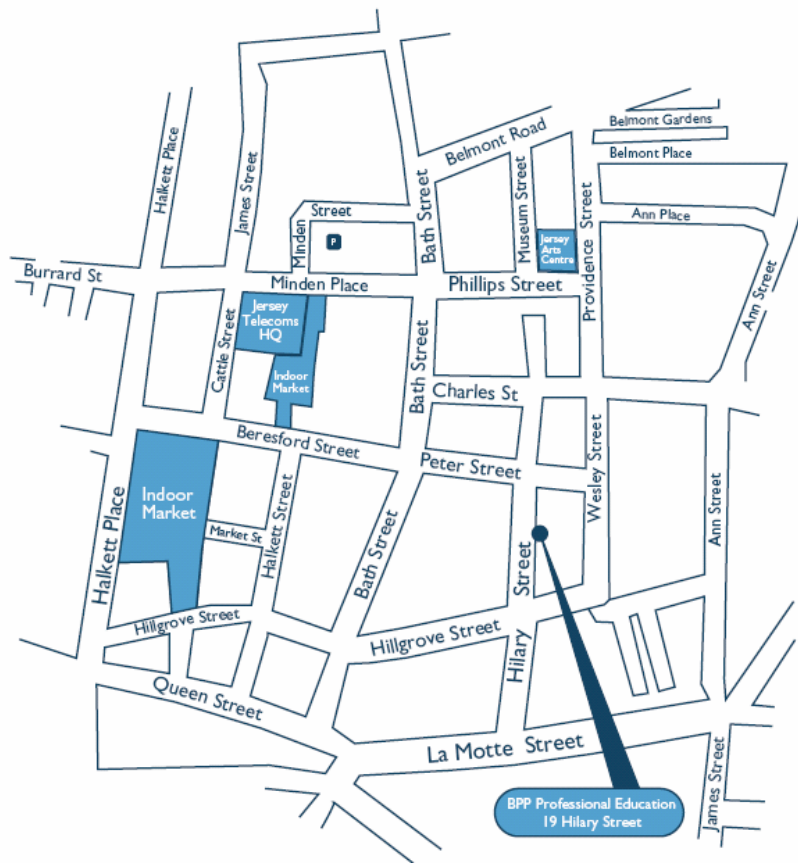 Belmont Gardens
Belmont Road
Belmont Place
Halkett Place
James Street
Minden
Street
P
Bath Street
Museum Street
Jersey
Arts
Centre
Providence Street
Ann Place
Burrard St
Minden Place
Phillips Street
Ann Street
Jersey
Telecoms
HQ
Cattle Street
Indoor
Market
Bath Street
Charles St
Beresford Street
Peter Street
Wesley Street
Indoor
Market
Halkett Place
Market St
Halkett Street
Bath Street
Street
Hilary
Ann Street
Hillgrove Street
Hillgrove Street
Queen Street
La Motte Street
James Street
BPP Professional Education
19 Hilary Street